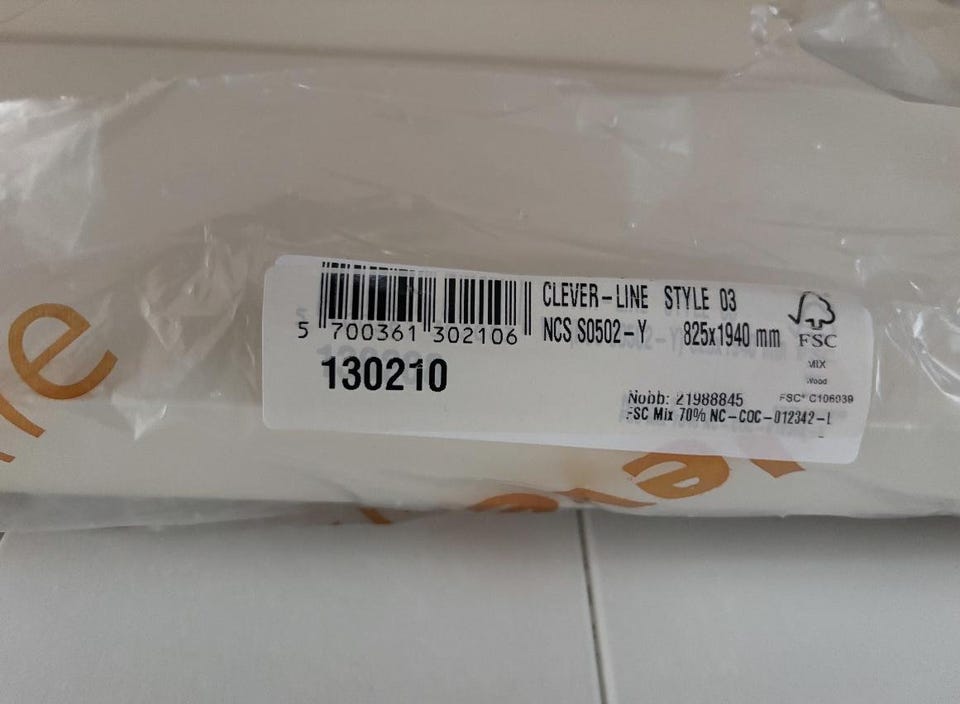 CLEVER-LINE STYLE 03
NCS S0502-Y 825x1940 mm
5 700361 302106
130210
FSC
MIX
Wood
FSC® C106039
Nobb: 21988845
FSC Mix 70% NC-COC-012342-L